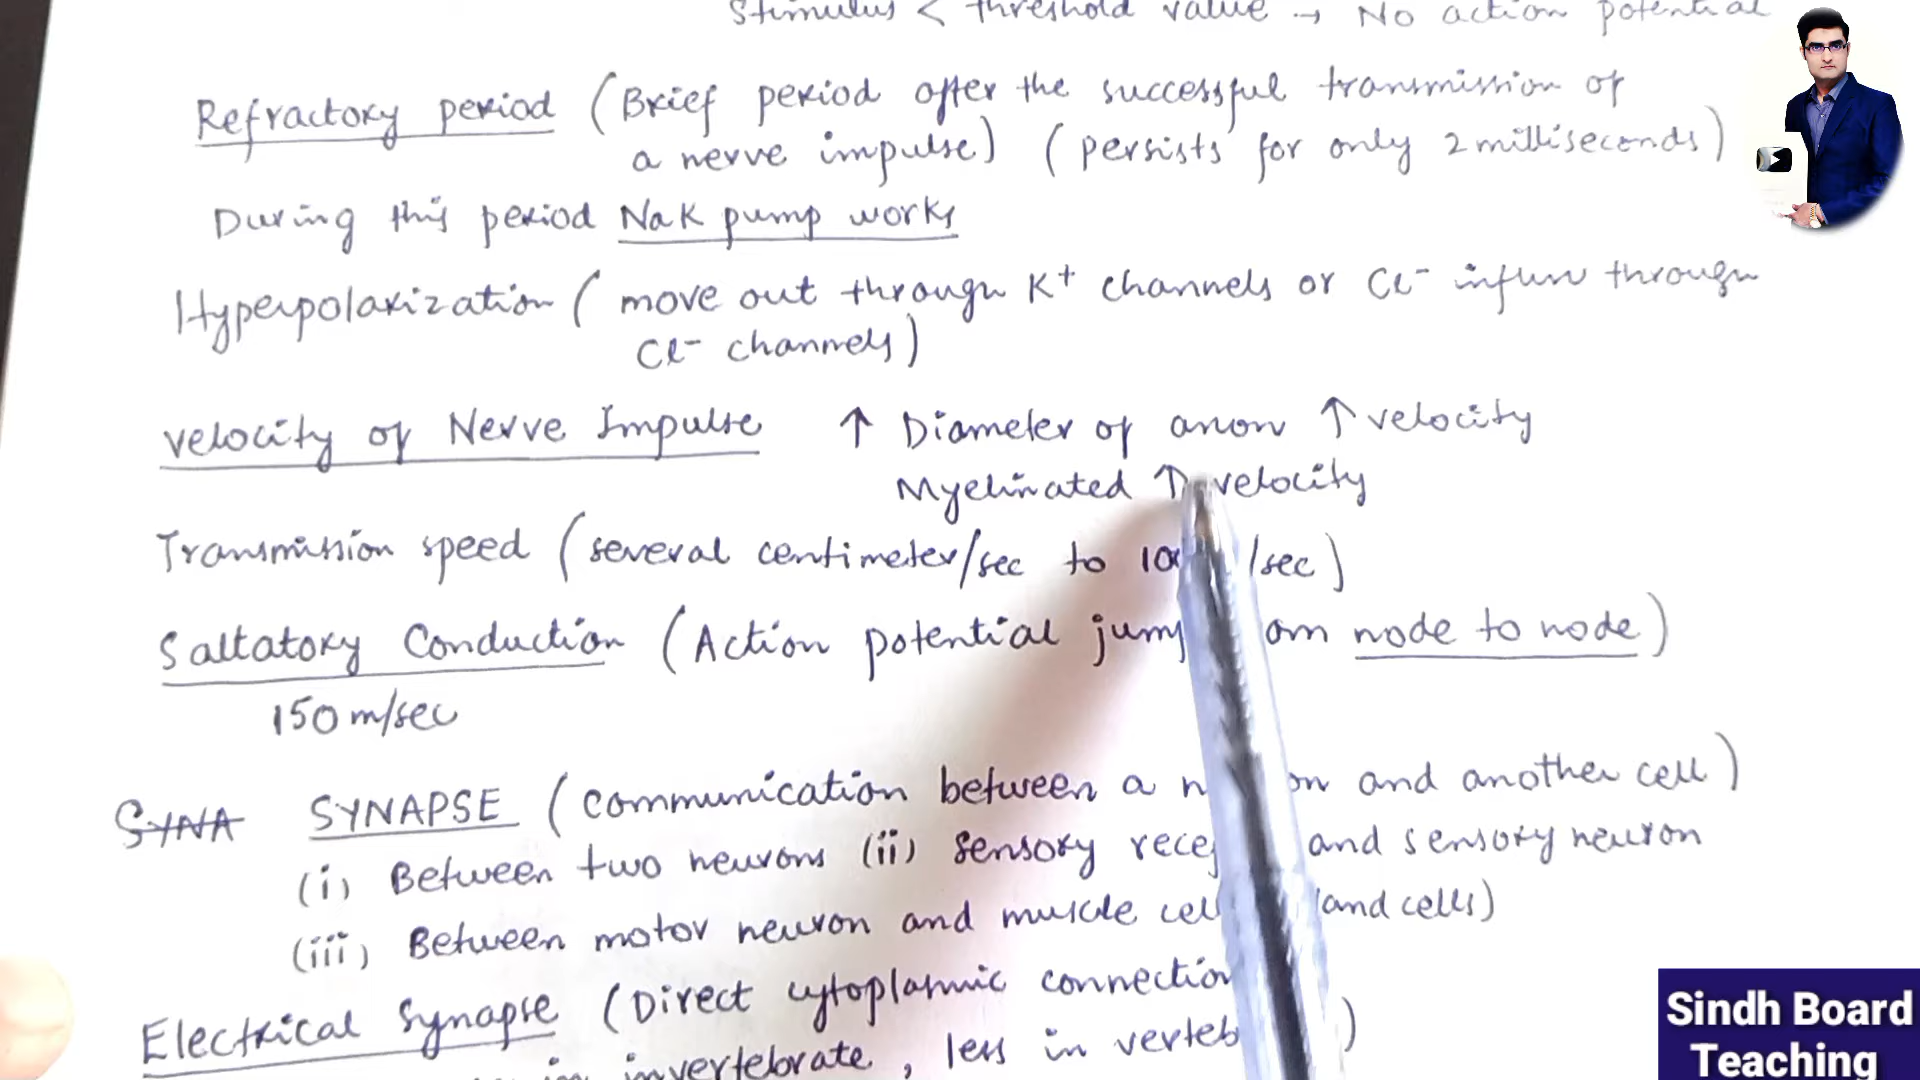 Stimulus < threshold value → No action potential
Refractory period (Brief period after the successful transmission of
a nerve impulse) (persists for only 2 milliseconds)
During this period NaK pump works
Hyperpolarization ( move out through K+ channels or Cl- influx through
Cl- channels)
Velocity of Nerve Impulse ↑ Diameter of axon ↑ velocity
Myelinated ↑ velocity
Transmission speed (several centimeter/sec to /sec)
Saltatory Conduction (Action potential node to node)
150 m/sec
SYNA SYNAPSE (communication between a and another cell)
(i) Between two neurons (ii) sensory and sensory neuron
(iii) Between motor neuron and muscle cells)
Electrical Synapse (Direct cytoplasmic connection
in invertebrate, less in )
Sindh Board
Teaching